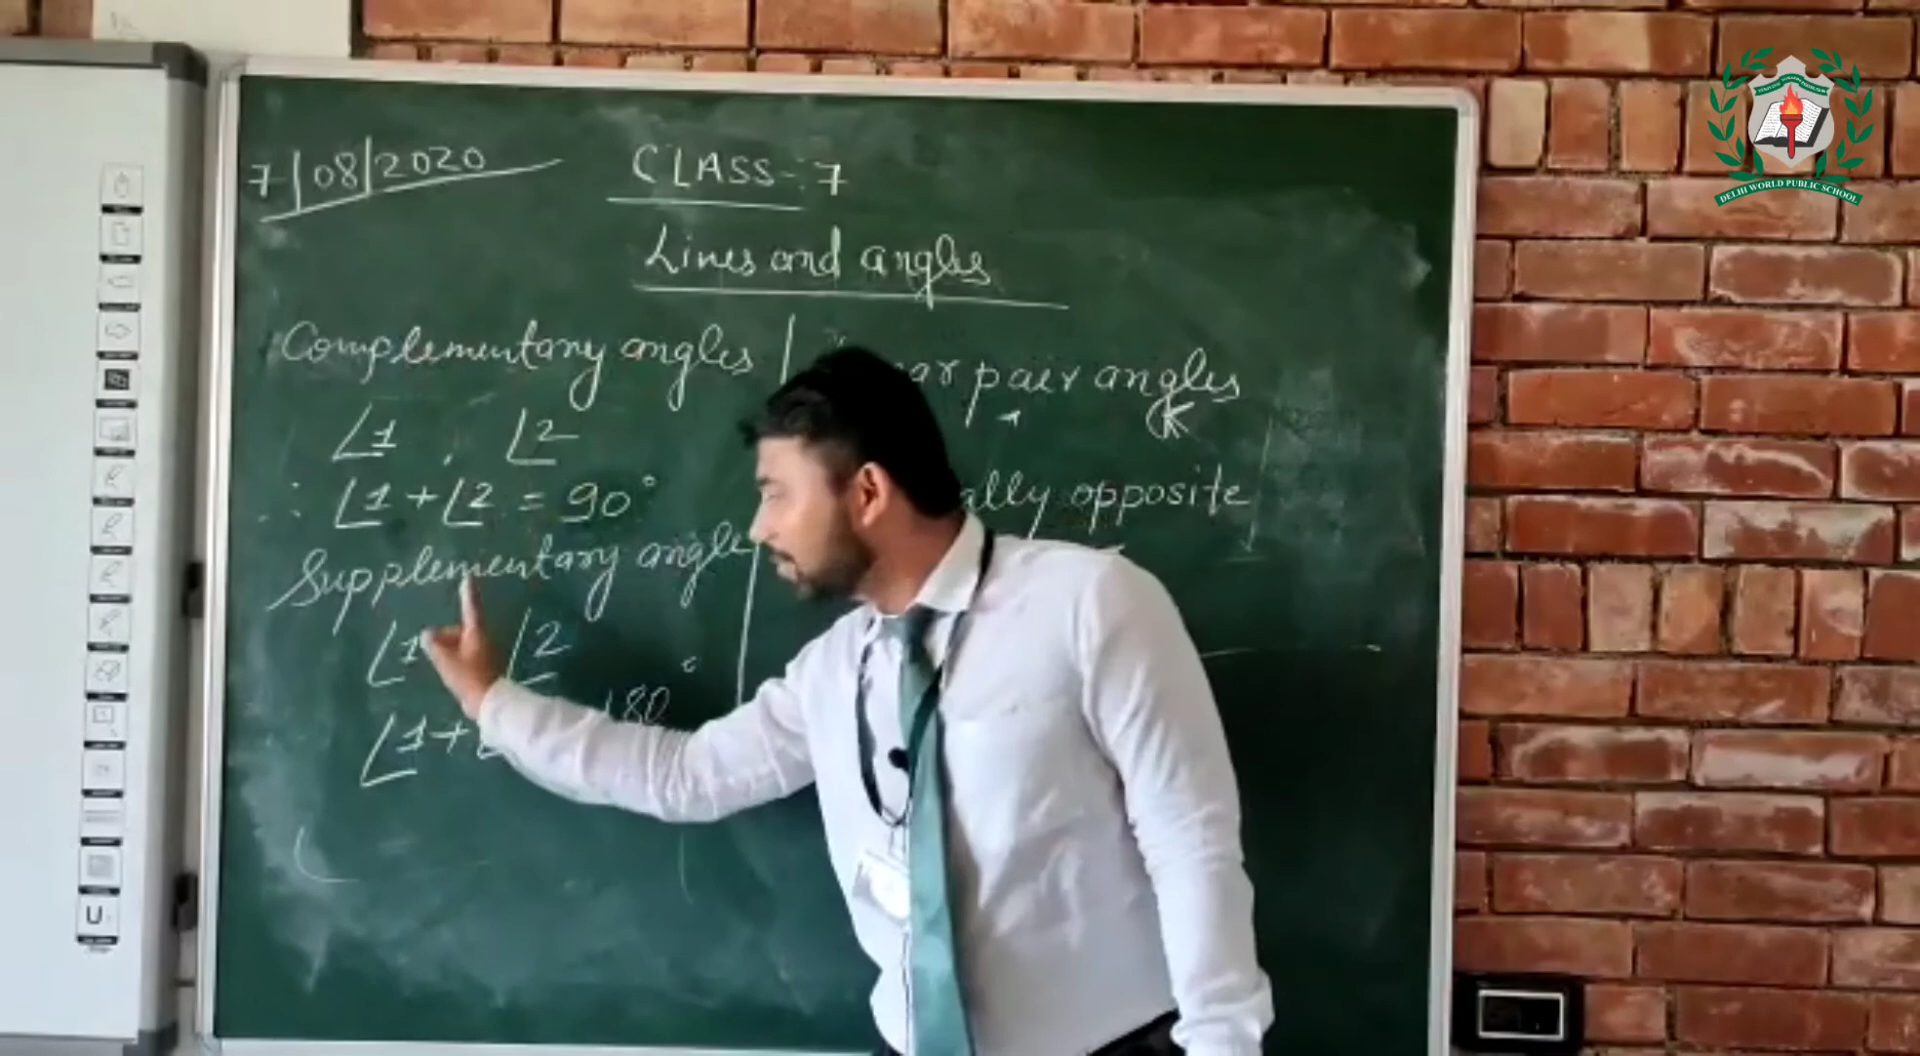 7/08/2020
CLASS-:7
Lines and angles
Complementary angles
∠1 , ∠2
∴ ∠1 + ∠2 = 90°
Supplementary angle
∠1 ∠2
∠1+ 180°
pair angles
opposite
DELHI WORLD PUBLIC SCHOOL
U